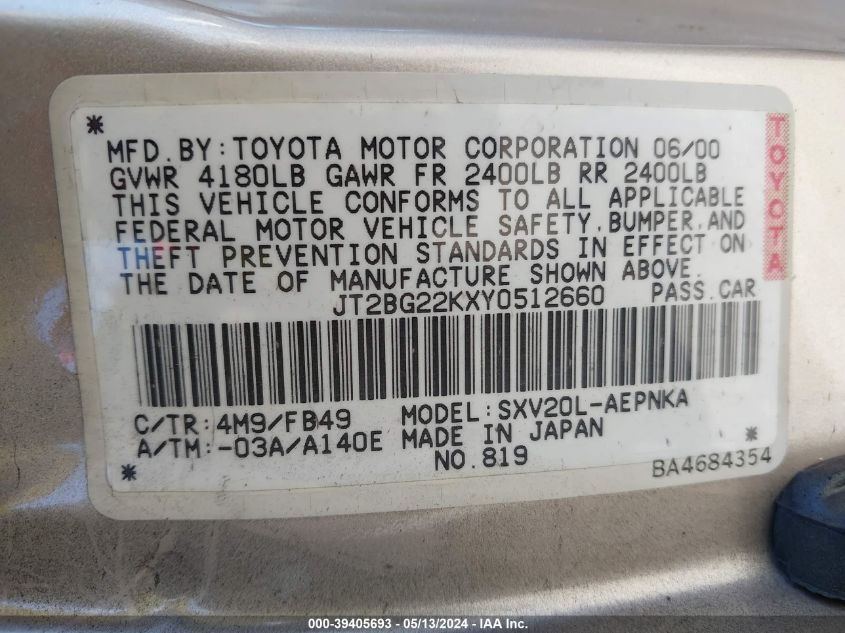 MFD.BY:TOYOTA MOTOR CORPORATION 06/00
GVWR 4180LB GAWR FR 2400LB RR 2400LB
THIS VEHICLE CONFORMS TO ALL APPLICABLE
FEDERAL MOTOR VEHICLE SAFETY,BUMPER,AND
THEFT PREVENTION STANDARDS IN EFFECT ON
THE DATE OF MANUFACTURE SHOWN ABOVE.
JT2BG22KXY0512660 PASS.CAR
TOYOTA
C/TR:4M9/FB49 MODEL:SXV20L-AEPNKA
A/TM:-03A/A140E MADE IN JAPAN
NO.819
BA4684354
000-39405693 - 05/13/2024 - IAA Inc.